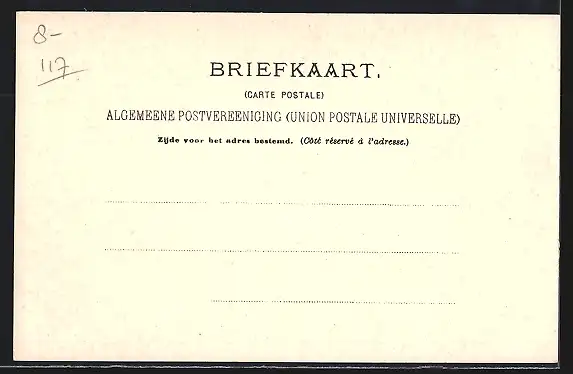 8-
117
BRIEFKAART.
(CARTE POSTALE)
ALGEMEENE POSTVEREENIGING (UNION POSTALE UNIVERSELLE)
Zijde voor het adres bestemd. (Côté réservé à l'adresse.)